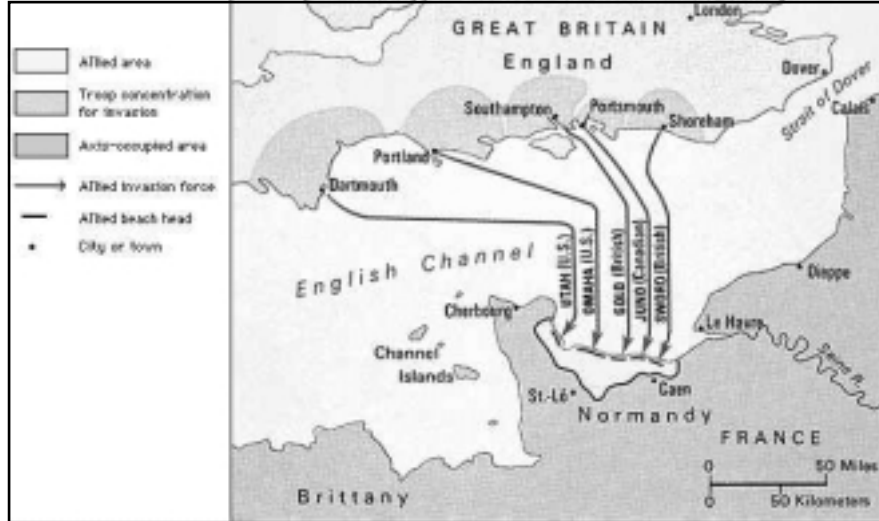 Allied area
Troop concentration
for invasion
Axis-occupied area
Allied invasion force
Allied beach head
City or town
London
GREAT BRITAIN
England
Dover
Strait of Dover
Calais
Southampton
Portsmouth
Shoreham
Portland
Dartmouth
English Channel
UTAH (U.S.)
OMAHA (U.S.)
GOLD (British)
JUNO (Canadian)
SWORD (British)
Dieppe
Cherbourg
Le Havre
Channel
Islands
Seine R.
St.-Lô
Caen
Normandy
FRANCE
Brittany
0 50 Miles
0 50 Kilometers